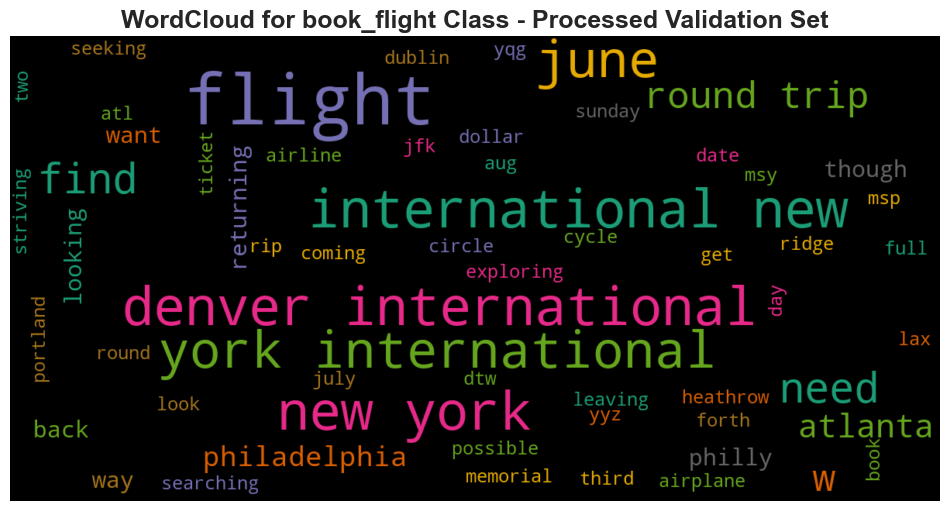 WordCloud for book_flight Class - Processed Validation Set
seeking
dublin
yqg
june
two
flight
round trip
atl
want
sunday
ticket
airline
jfk
dollar
aug
date
msy
though
find
striving
looking
returning
international new
msp
rip
coming
circle
cycle
get
ridge
full
exploring
denver international
day
portland
round
york international
lax
july
dtw
look
new york
leaving
yyz
heathrow
forth
need
atlanta
back
philadelphia
possible
philly
book
way
searching
memorial
third
airplane
w